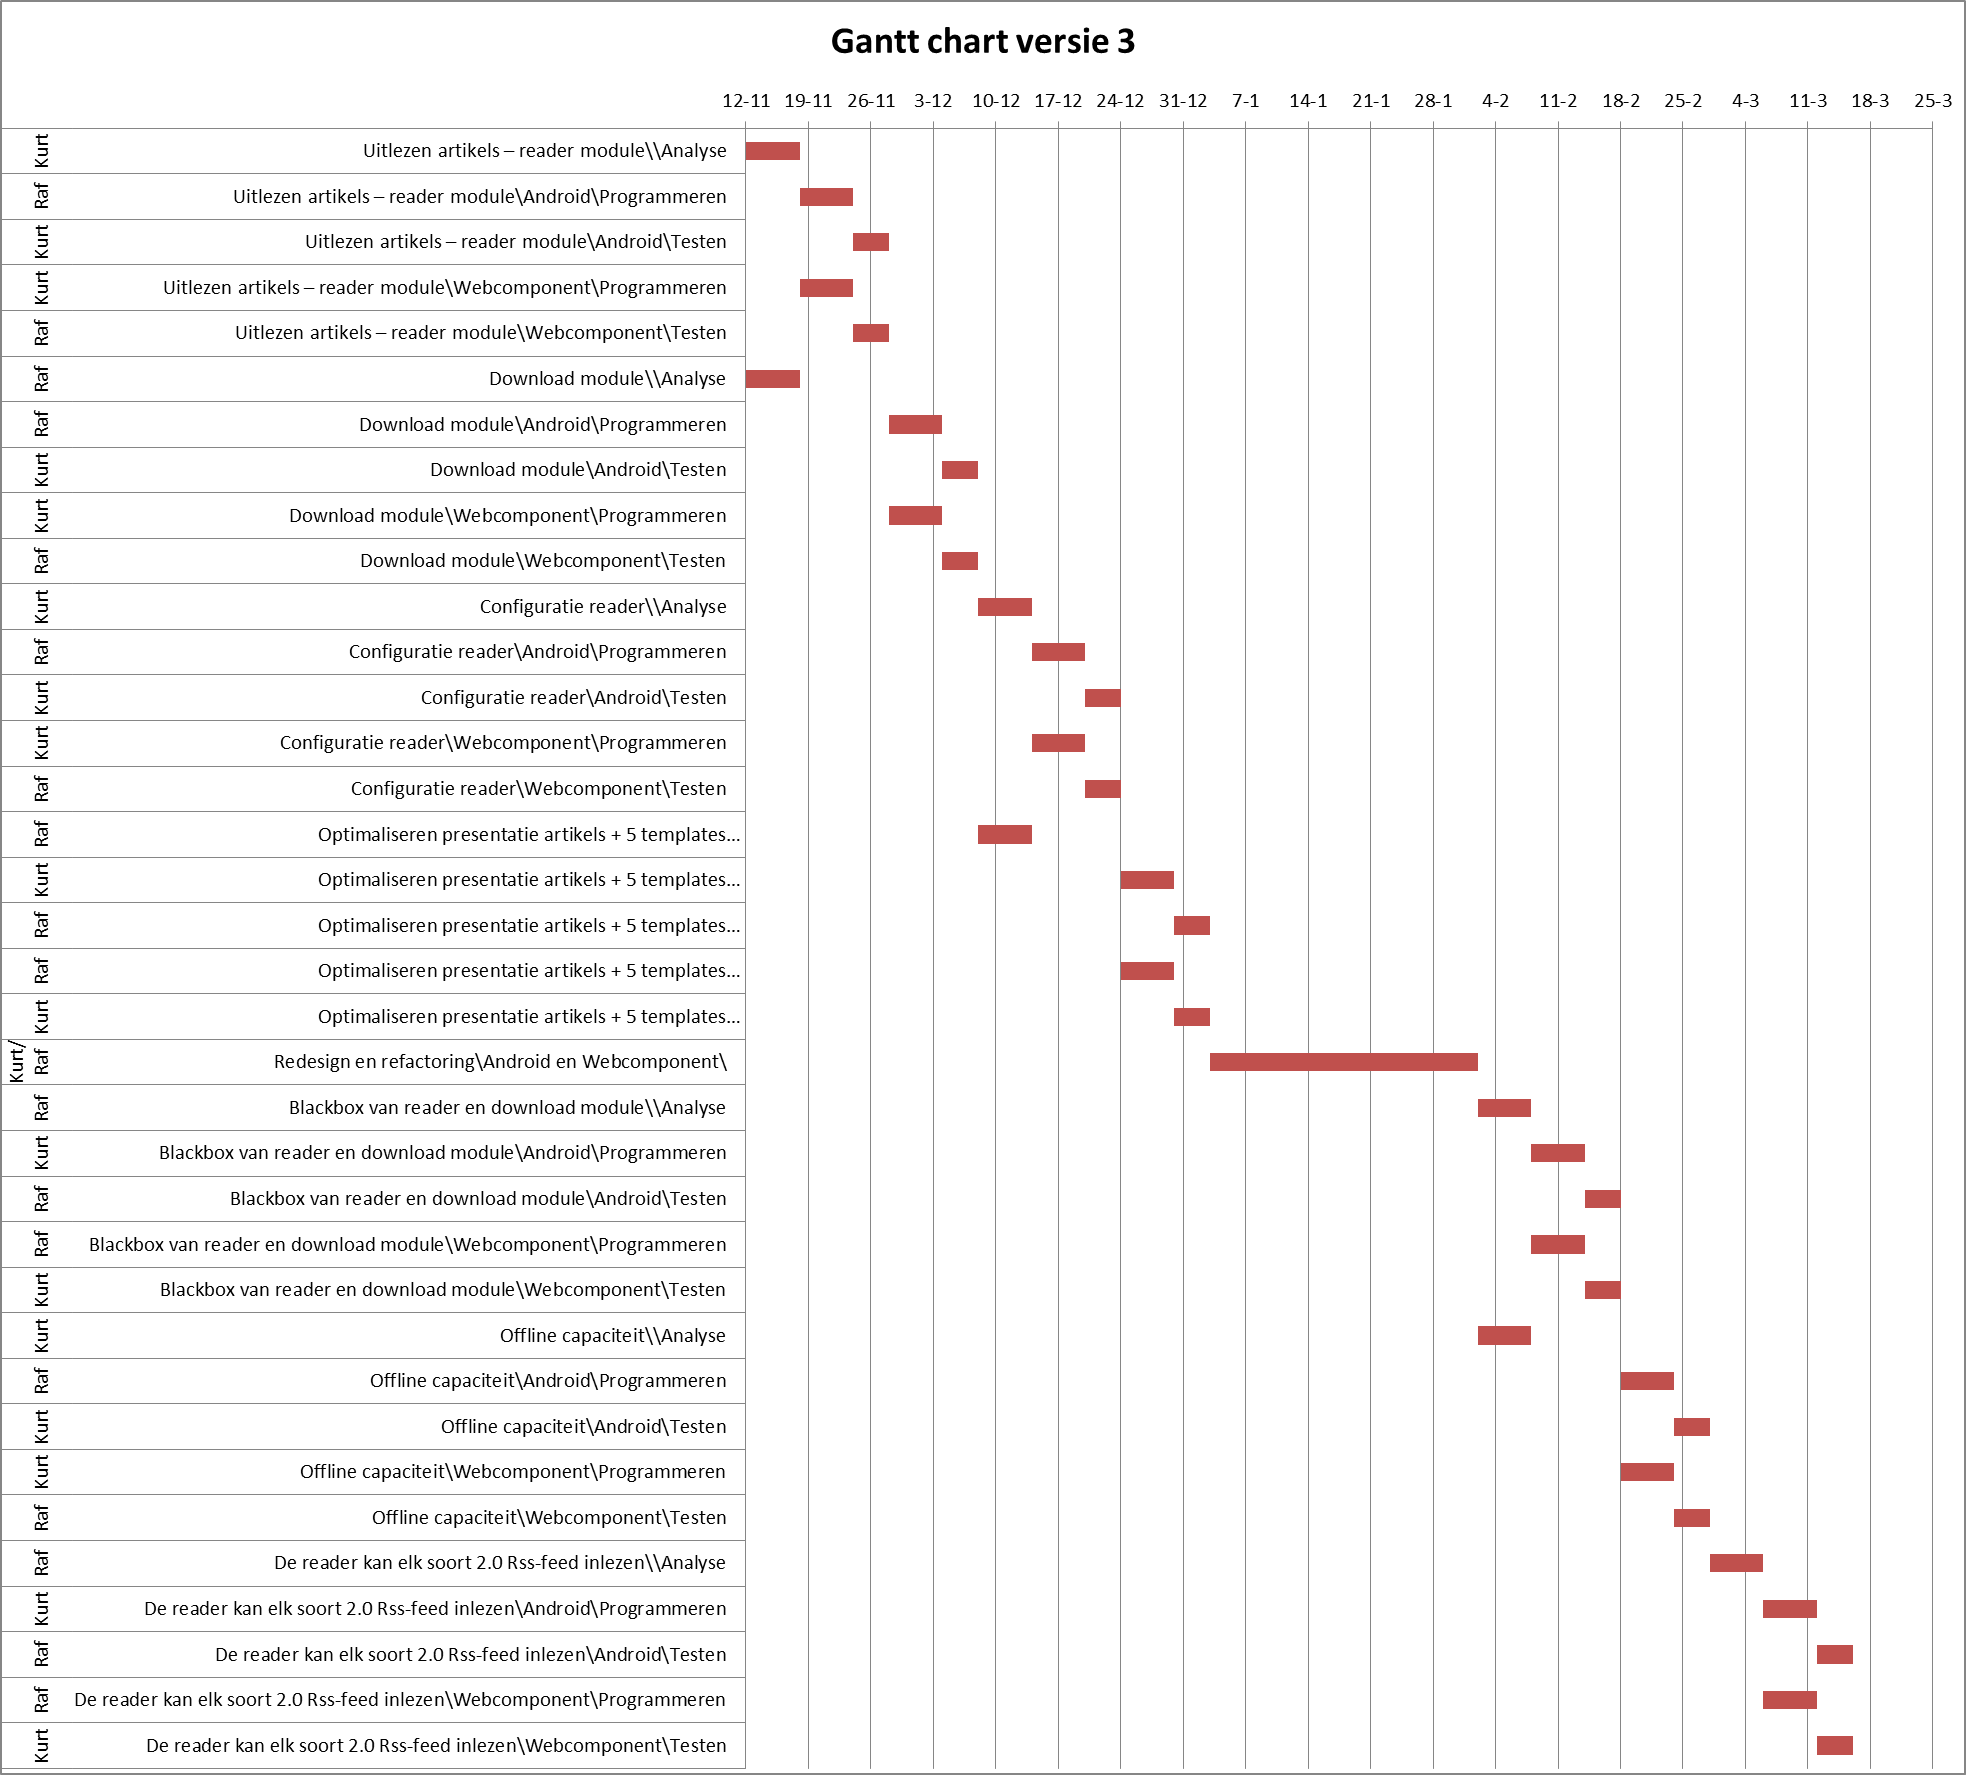 Gantt chart versie 3
12-11 19-11 26-11 3-12 10-12 17-12 24-12 31-12 7-1 14-1 21-1 28-1 4-2 11-2 18-2 25-2 4-3 11-3 18-3 25-3
Kurt Uitlezen artikels – reader module\\Analyse
Raf Uitlezen artikels – reader module\Android\Programmeren
Kurt Uitlezen artikels – reader module\Android\Testen
Kurt Uitlezen artikels – reader module\Webcomponent\Programmeren
Raf Uitlezen artikels – reader module\Webcomponent\Testen
Raf Download module\\Analyse
Raf Download module\Android\Programmeren
Kurt Download module\Android\Testen
Kurt Download module\Webcomponent\Programmeren
Raf Download module\Webcomponent\Testen
Kurt Configuratie reader\\Analyse
Raf Configuratie reader\Android\Programmeren
Kurt Configuratie reader\Android\Testen
Kurt Configuratie reader\Webcomponent\Programmeren
Raf Configuratie reader\Webcomponent\Testen
Raf Optimaliseren presentatie artikels + 5 templates...
Kurt Optimaliseren presentatie artikels + 5 templates...
Raf Optimaliseren presentatie artikels + 5 templates...
Raf Optimaliseren presentatie artikels + 5 templates...
Kurt Optimaliseren presentatie artikels + 5 templates...
Kurt/ Raf Redesign en refactoring\Android en Webcomponent\
Raf Blackbox van reader en download module\\Analyse
Kurt Blackbox van reader en download module\Android\Programmeren
Raf Blackbox van reader en download module\Android\Testen
Raf Blackbox van reader en download module\Webcomponent\Programmeren
Kurt Blackbox van reader en download module\Webcomponent\Testen
Kurt Offline capaciteit\\Analyse
Raf Offline capaciteit\Android\Programmeren
Kurt Offline capaciteit\Android\Testen
Kurt Offline capaciteit\Webcomponent\Programmeren
Raf Offline capaciteit\Webcomponent\Testen
Raf De reader kan elk soort 2.0 Rss-feed inlezen\\Analyse
Kurt De reader kan elk soort 2.0 Rss-feed inlezen\Android\Programmeren
Raf De reader kan elk soort 2.0 Rss-feed inlezen\Android\Testen
Raf De reader kan elk soort 2.0 Rss-feed inlezen\Webcomponent\Programmeren
Kurt De reader kan elk soort 2.0 Rss-feed inlezen\Webcomponent\Testen